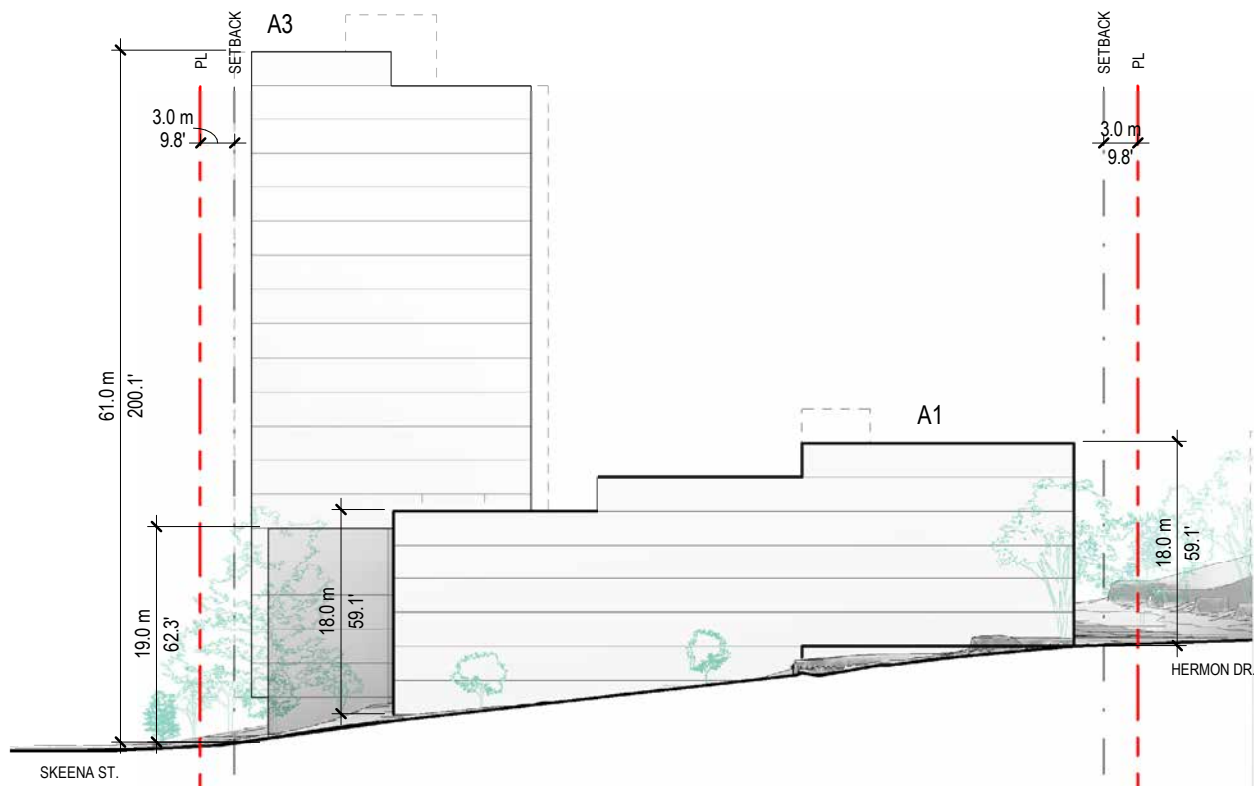 A3
PL
SETBACK
3.0 m
9.8'
SETBACK
PL
3.0 m
9.8'
61.0 m
200.1'
A1
18.0 m
59.1'
18.0 m
59.1'
19.0 m
62.3'
HERMON DR.
SKEENA ST.